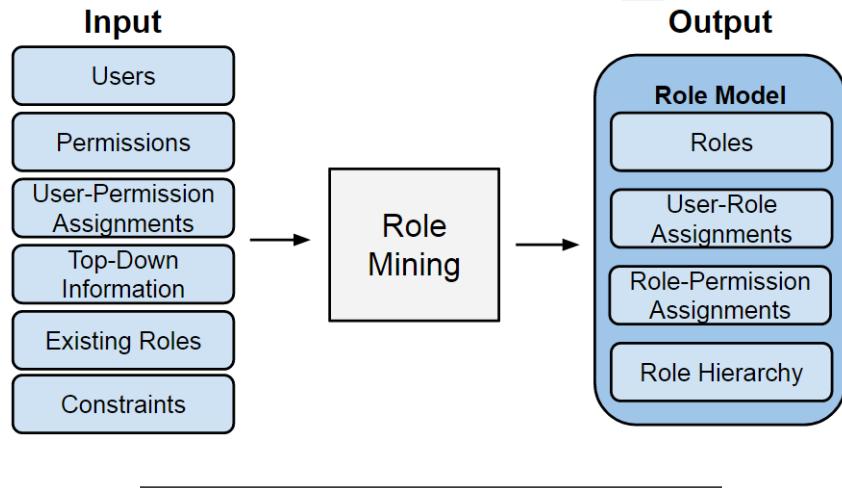 Input
Users
Permissions
User-Permission
Assignments
Top-Down
Information
Existing Roles
Constraints
Role
Mining
Output
Role Model
Roles
User-Role
Assignments
Role-Permission
Assignments
Role Hierarchy